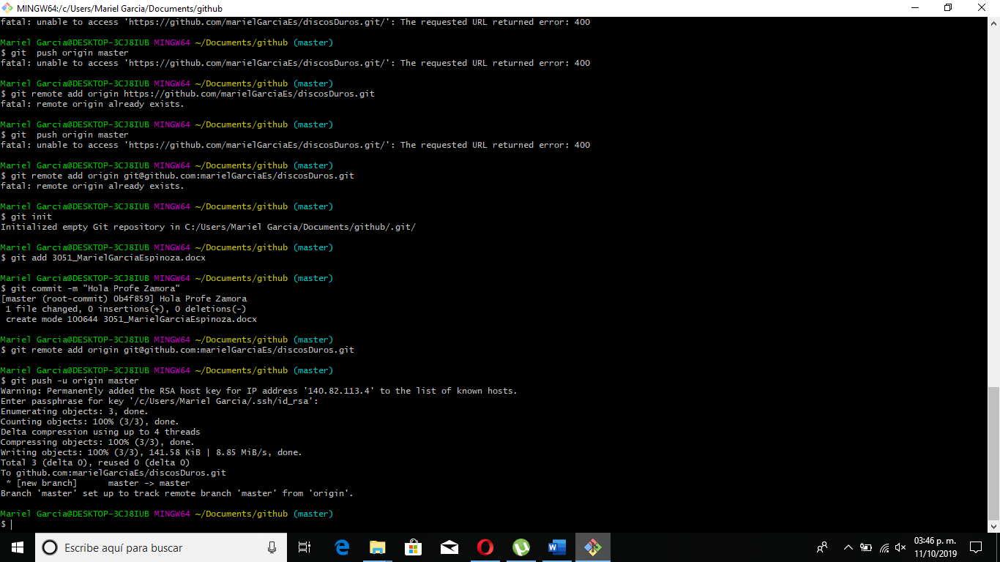 MINGW64:/c/Users/Mariel Garcia/Documents/github
fatal: unable to access 'https://github.com/marielGarciaEs/discosDuros.git/': The requested URL returned error: 400
Mariel Garcia@DESKTOP-3CJ8IUB MINGW64 ~/Documents/github (master)
$ git  push origin master
fatal: unable to access 'https://github.com/marielGarciaEs/discosDuros.git/': The requested URL returned error: 400
Mariel Garcia@DESKTOP-3CJ8IUB MINGW64 ~/Documents/github (master)
$ git remote add origin https://github.com/marielGarciaEs/discosDuros.git
fatal: remote origin already exists.
Mariel Garcia@DESKTOP-3CJ8IUB MINGW64 ~/Documents/github (master)
$ git  push origin master
fatal: unable to access 'https://github.com/marielGarciaEs/discosDuros.git/': The requested URL returned error: 400
Mariel Garcia@DESKTOP-3CJ8IUB MINGW64 ~/Documents/github (master)
$ git remote add origin git@github.com:marielGarciaEs/discosDuros.git
fatal: remote origin already exists.
Mariel Garcia@DESKTOP-3CJ8IUB MINGW64 ~/Documents/github (master)
$ git init
Initialized empty Git repository in C:/Users/Mariel Garcia/Documents/github/.git/
Mariel Garcia@DESKTOP-3CJ8IUB MINGW64 ~/Documents/github (master)
$ git add 3051_MarielGarciaEspinoza.docx
Mariel Garcia@DESKTOP-3CJ8IUB MINGW64 ~/Documents/github (master)
$ git commit -m "Hola Profe Zamora"
[master (root-commit) 0b4f859] Hola Profe Zamora
 1 file changed, 0 insertions(+), 0 deletions(-)
 create mode 100644 3051_MarielGarciaEspinoza.docx
Mariel Garcia@DESKTOP-3CJ8IUB MINGW64 ~/Documents/github (master)
$ git remote add origin git@github.com:marielGarciaEs/discosDuros.git
Mariel Garcia@DESKTOP-3CJ8IUB MINGW64 ~/Documents/github (master)
$ git push -u origin master
Warning: Permanently added the RSA host key for IP address '140.82.113.4' to the list of known hosts.
Enter passphrase for key '/c/Users/Mariel Garcia/.ssh/id_rsa':
Enumerating objects: 3, done.
Counting objects: 100% (3/3), done.
Delta compression using up to 4 threads
Compressing objects: 100% (3/3), done.
Writing objects: 100% (3/3), 141.58 KiB | 8.85 MiB/s, done.
Total 3 (delta 0), reused 0 (delta 0)
To github.com:marielGarciaEs/discosDuros.git
 * [new branch]      master -> master
Branch 'master' set up to track remote branch 'master' from 'origin'.
Mariel Garcia@DESKTOP-3CJ8IUB MINGW64 ~/Documents/github (master)
$
Escribe aquí para buscar
03:46 p. m.
11/10/2019